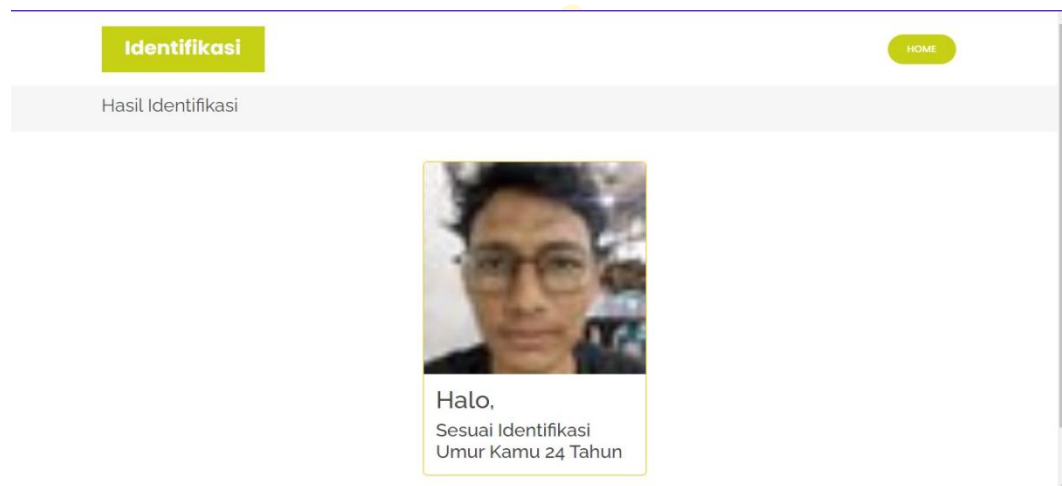 Identifikasi
HOME
Hasil Identifikasi
Halo,
Sesuai Identifikasi
Umur Kamu 24 Tahun